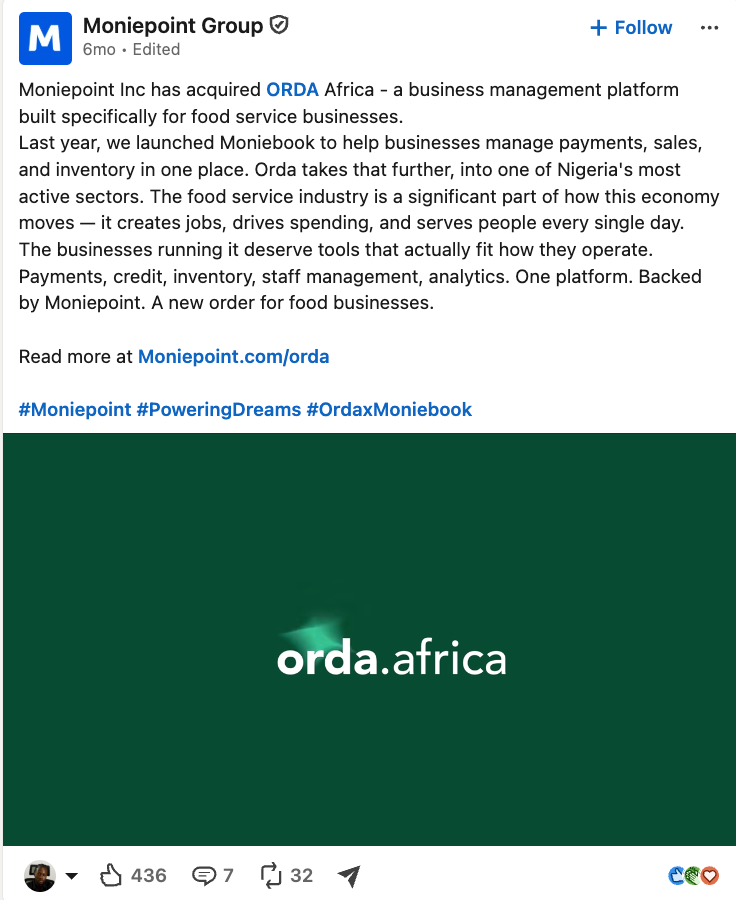 Moniepoint Group
+ Follow
6mo • Edited
Moniepoint Inc has acquired ORDA Africa - a business management platform
built specifically for food service businesses.
Last year, we launched Moniebook to help businesses manage payments, sales,
and inventory in one place. Orda takes that further, into one of Nigeria's most
active sectors. The food service industry is a significant part of how this economy
moves — it creates jobs, drives spending, and serves people every single day.
The businesses running it deserve tools that actually fit how they operate.
Payments, credit, inventory, staff management, analytics. One platform. Backed
by Moniepoint. A new order for food businesses.
Read more at Moniepoint.com/orda
#Moniepoint #PoweringDreams #OrdaxMoniebook
orda.africa
436 7 32